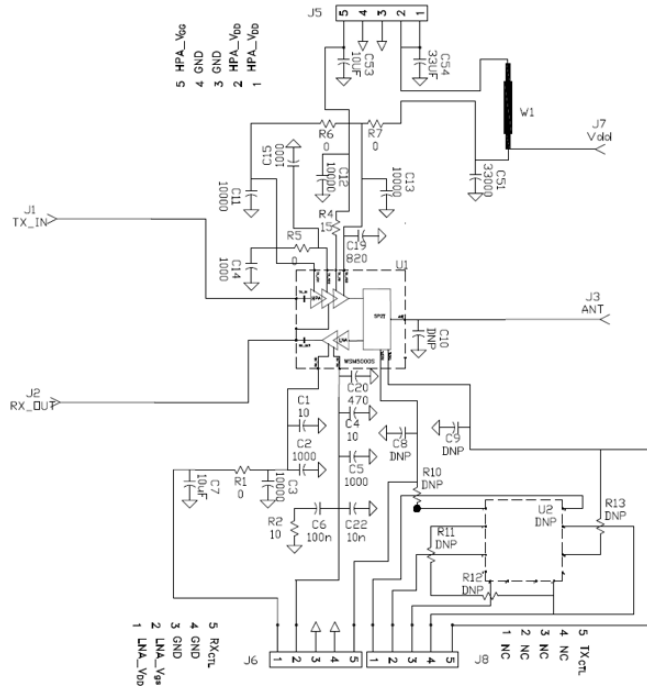 J5
5 4 3 2 1
5 HPA_VGG
4 GND
3 GND
2 HPA_VDD
1 HPA_VDD
C53
10UF
C54
33UF
W1
J7
Vdd
R6
0
R7
0
C15
1000
C12
10000
C13
10000
C51
33000
C11
10000
R4
15
J1
TX_IN
R5
0
C19
820
C14
1000
U1
J3
ANT
C10
DNP
LNA
SPDT
J2
RX_OUT
C20
470
C1
10
C4
10
C2
1000
C8
DNP
C9
DNP
C5
1000
C7
10uF
R1
0
C3
10000
R10
DNP
U2
DNP
R13
DNP
R2
10
C6
100n
C22
10n
R11
DNP
R12
DNP
1 LNA_VDD
2 LNA_Vgs
3 GND
4 GND
5 RXCTL
J6
1 2 3 4 5
1 2 3 4 5
J8
1 NC
2 NC
3 NC
4 NC
5 TXCTL